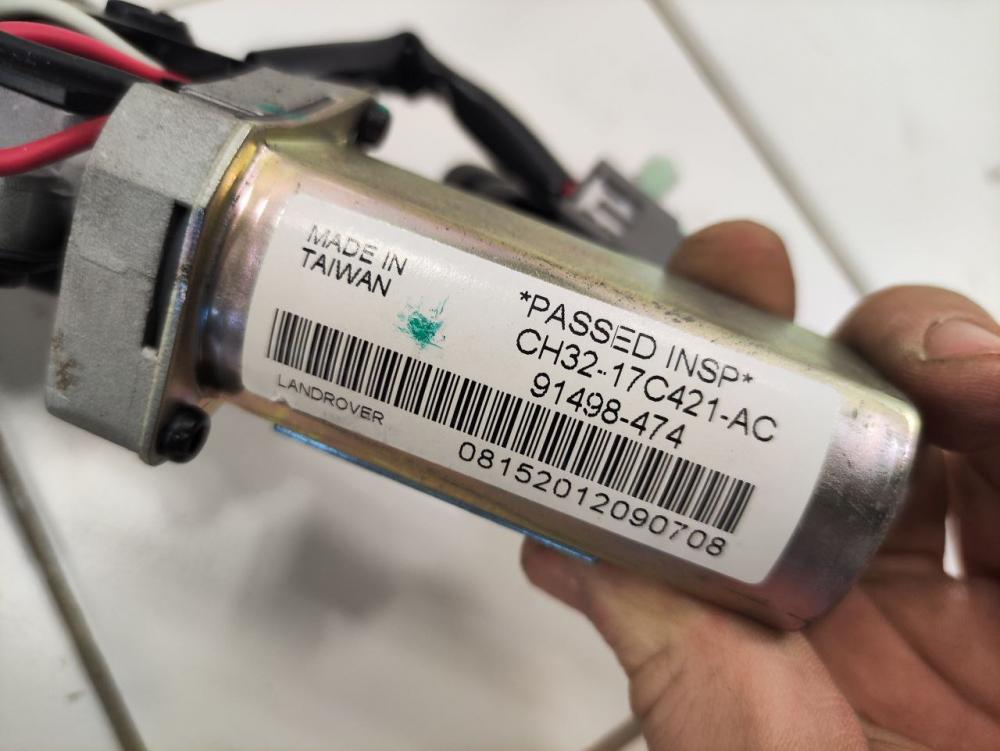 MADE IN
TAIWAN
*PASSED INSP*
CH32-17C421-AC
91498-474
LANDROVER
08152012090708